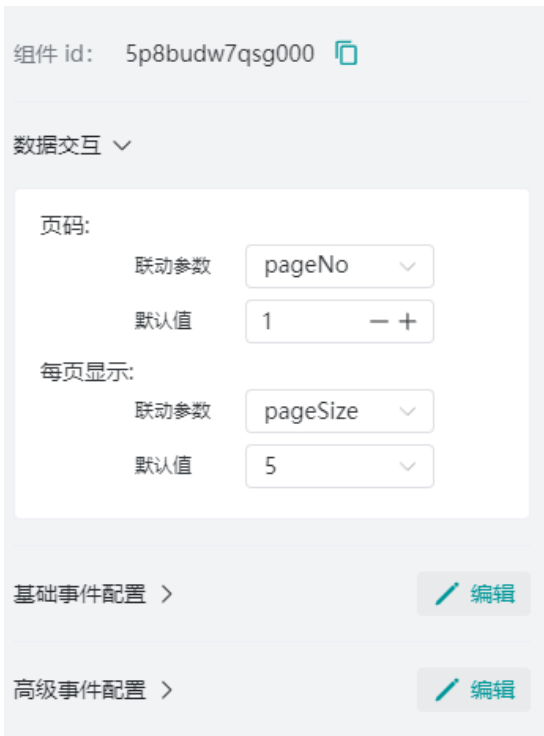 组件 id： 5p8budw7qsg000
数据交互
页码:
联动参数 pageNo
默认值 1
每页显示:
联动参数 pageSize
默认值 5
基础事件配置 编辑
高级事件配置 编辑